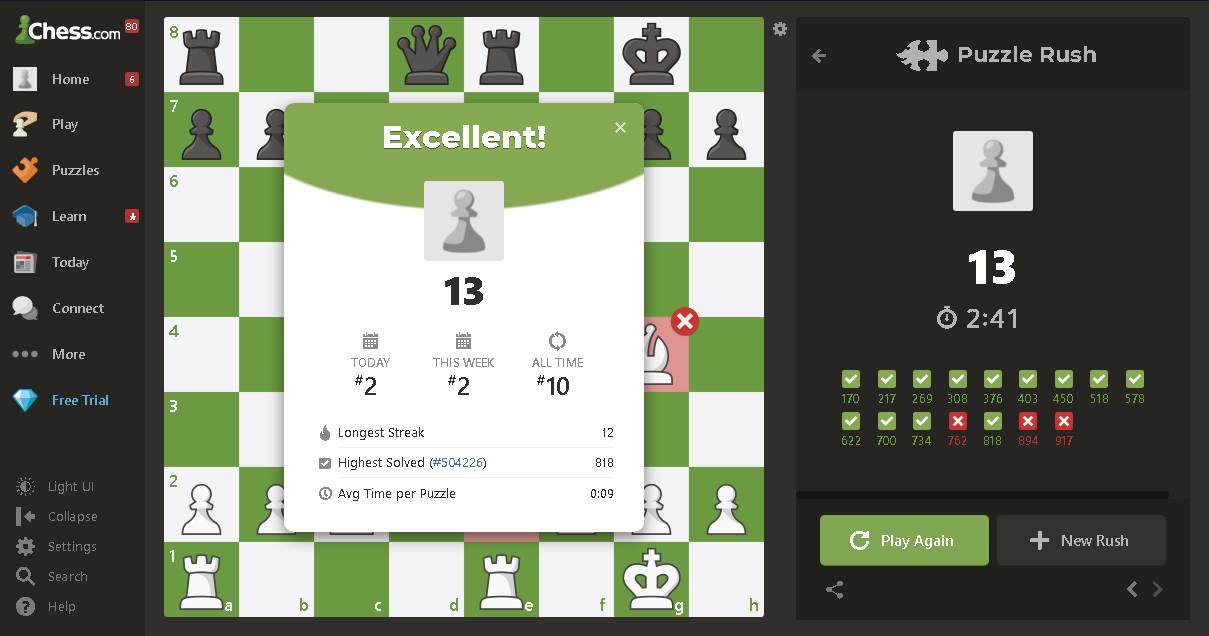 Chess.com 80
Home 6
Play
Puzzles
Learn
Today
Connect
More
Free Trial
Light UI
Collapse
Settings
Search
Help
8
7
6
5
4
3
2
1
a b c d e f g h
Excellent!
13
TODAY THIS WEEK ALL TIME
#2 #2 #10
Longest Streak 12
Highest Solved (#504226) 818
Avg Time per Puzzle 0:09
Puzzle Rush
13
2:41
170 217 269 308 376 403 450 518 578
622 700 734 762 818 894 917
Play Again New Rush